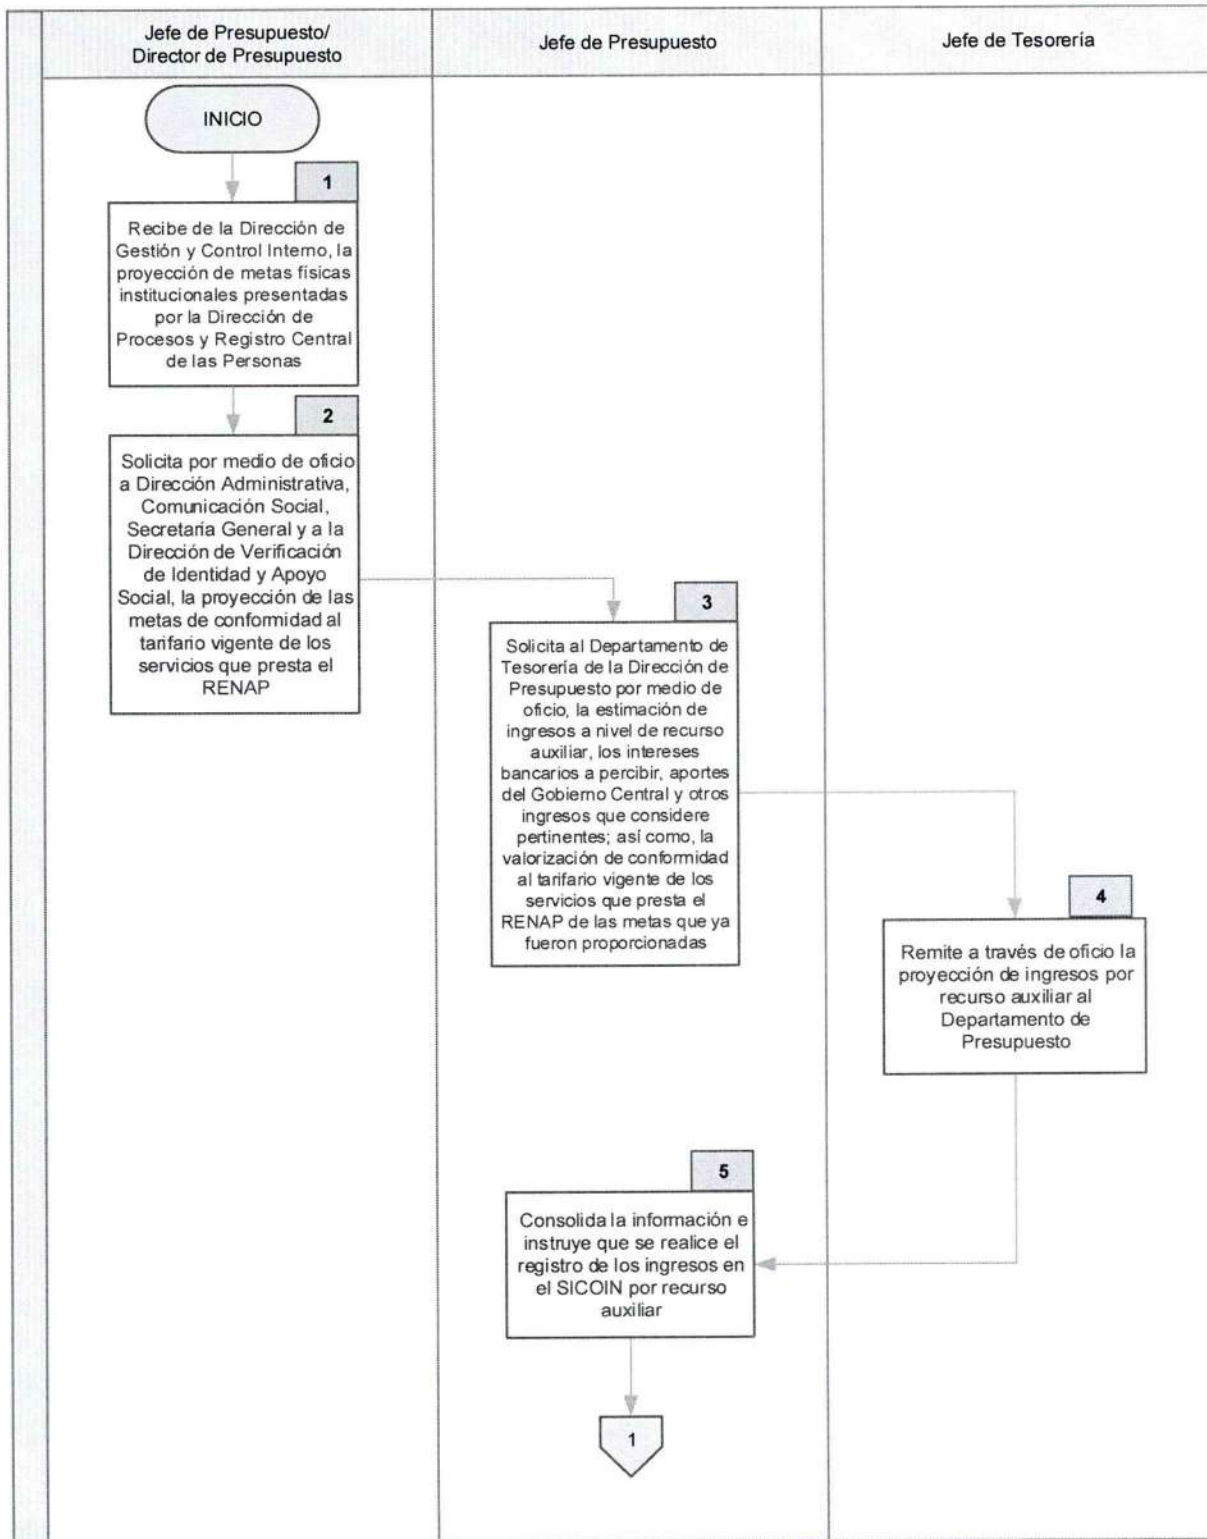 Jefe de Presupuesto/
Director de Presupuesto
Jefe de Presupuesto
Jefe de Tesorería
INICIO
1
Recibe de la Dirección de
Gestión y Control Interno, la
proyección de metas físicas
institucionales presentadas
por la Dirección de
Procesos y Registro Central
de las Personas
2
Solicita por medio de oficio
a Dirección Administrativa,
Comunicación Social,
Secretaría General y a la
Dirección de Verificación
de Identidad y Apoyo
Social, la proyección de las
metas de conformidad al
tarifario vigente de los
servicios que presta el
RENAP
3
Solicita al Departamento de
Tesorería de la Dirección de
Presupuesto por medio de
oficio, la estimación de
ingresos a nivel de recurso
auxiliar, los intereses
bancarios a percibir, aportes
del Gobierno Central y otros
ingresos que considere
pertinentes; así como, la
valorización de conformidad
al tarifario vigente de los
servicios que presta el
RENAP de las metas que ya
fueron proporcionadas
4
Remite a través de oficio la
proyección de ingresos por
recurso auxiliar al
Departamento de
Presupuesto
5
Consolida la información e
instruye que se realice el
registro de los ingresos en
el SICOIN por recurso
auxiliar
1